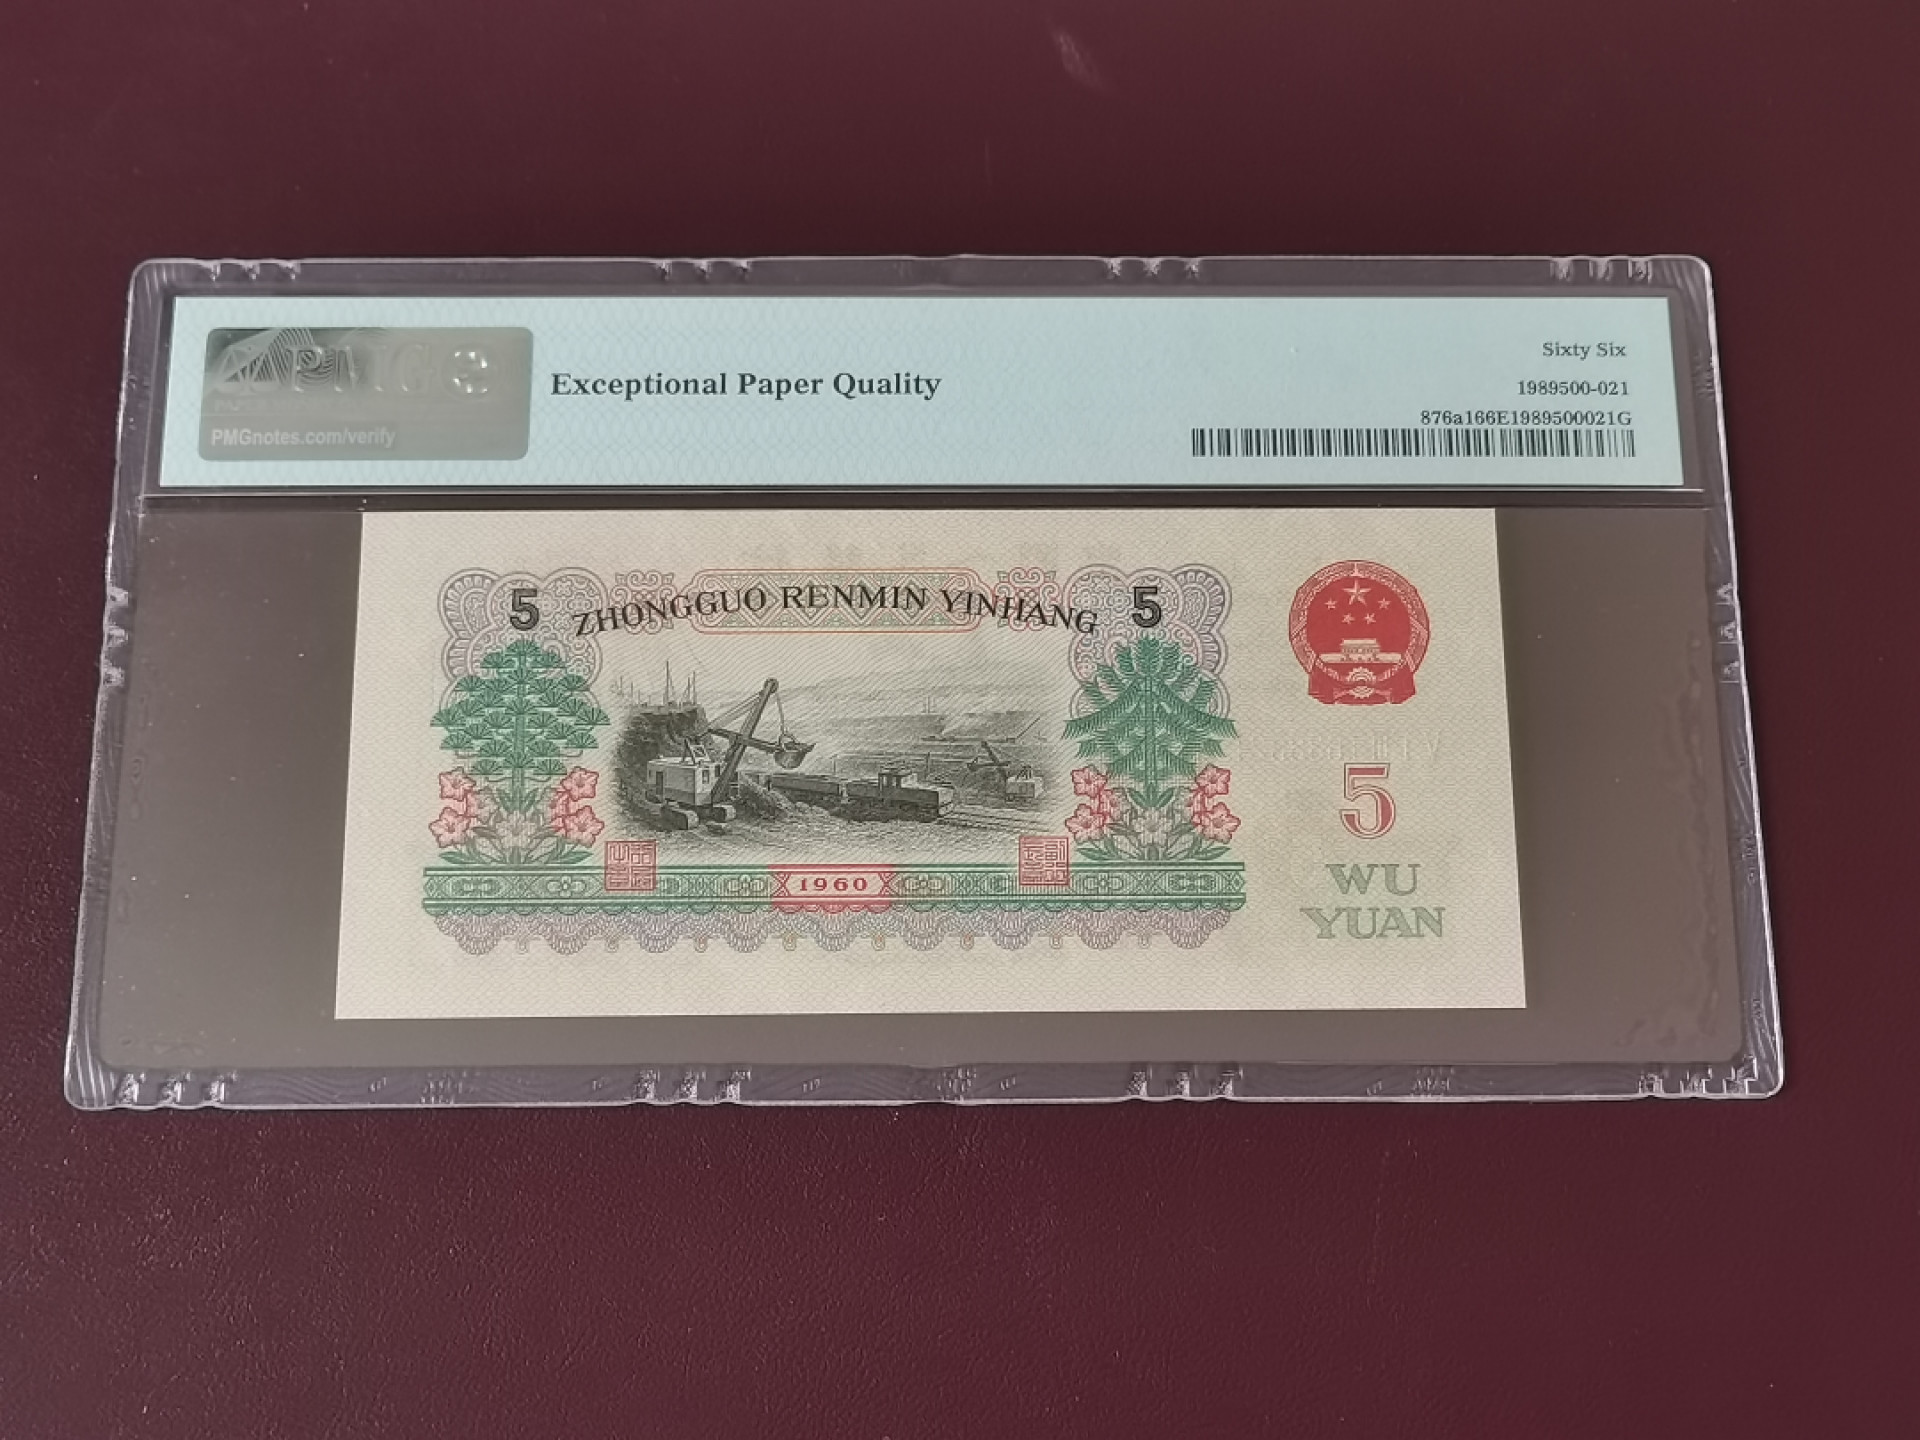 PMG
PMGnotes.com/verify
Exceptional Paper Quality
Sixty Six
1989500-021
876a166E1989500021G
5 ZHONGGUO RENMIN YINHANG 5
5
1960
WU
YUAN